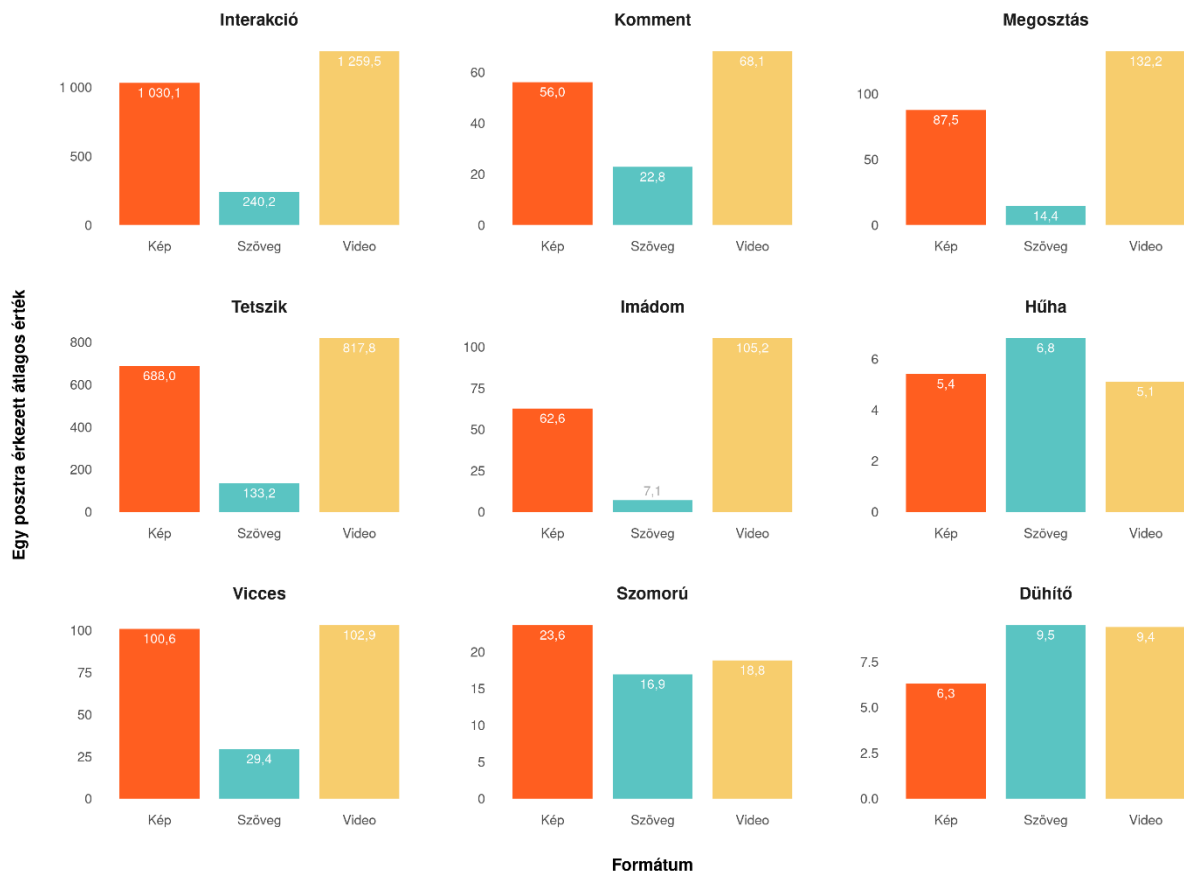 Egy posztra érkezett átlagos érték
Interakció
1 000
500
0
1 030,1
240,2
1 259,5
Kép
Szöveg
Video
Komment
60
40
20
0
56,0
22,8
68,1
Kép
Szöveg
Video
Megosztás
100
50
0
87,5
14,4
132,2
Kép
Szöveg
Video
Tetszik
800
600
400
200
0
688,0
133,2
817,8
Kép
Szöveg
Video
Imádom
100
75
50
25
0
62,6
7,1
105,2
Kép
Szöveg
Video
Hűha
6
4
2
0
5,4
6,8
5,1
Kép
Szöveg
Video
Vicces
100
75
50
25
0
100,6
29,4
102,9
Kép
Szöveg
Video
Szomorú
20
15
10
5
0
23,6
16,9
18,8
Kép
Szöveg
Video
Dühítő
7.5
5.0
2.5
0.0
6,3
9,5
9,4
Kép
Szöveg
Video
Formátum